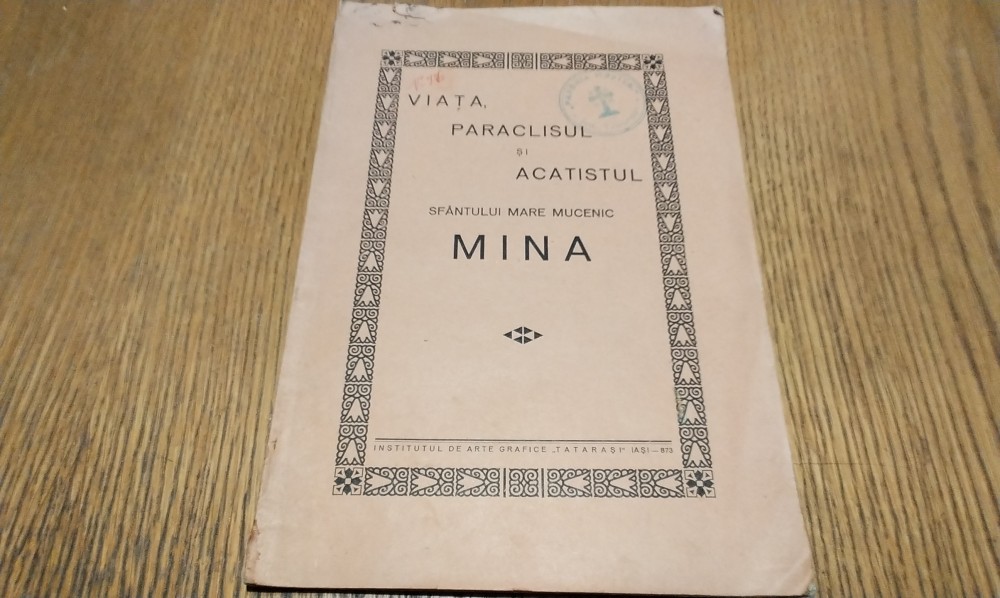 VIAȚA,
PARACLISUL
ȘI
ACATISTUL
SFÂNTULUI MARE MUCENIC
MINA
INSTITUTUL DE ARTE GRAFICE „TATARAȘI" IAȘI — 873